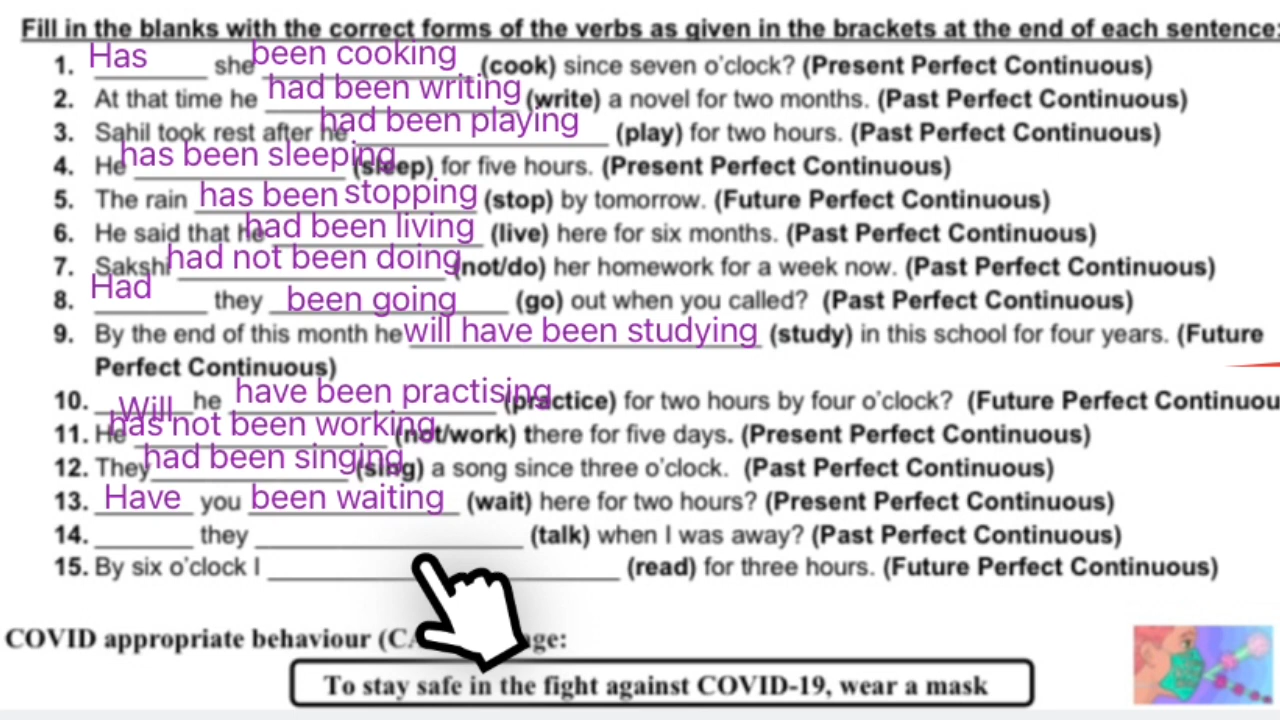 Fill in the blanks with the correct forms of the verbs as given in the brackets at the end of each sentence:
1. Has she been cooking (cook) since seven o'clock? (Present Perfect Continuous)
2. At that time he had been writing (write) a novel for two months. (Past Perfect Continuous)
3. Sahil took rest after he had been playing (play) for two hours. (Past Perfect Continuous)
4. He has been sleeping (sleep) for five hours. (Present Perfect Continuous)
5. The rain has been stopping (stop) by tomorrow. (Future Perfect Continuous)
6. He said that he had been living (live) here for six months. (Past Perfect Continuous)
7. Sakshi had not been doing (not/do) her homework for a week now. (Past Perfect Continuous)
8. Had they been going (go) out when you called? (Past Perfect Continuous)
9. By the end of this month he will have been studying (study) in this school for four years. (Future
Perfect Continuous)
10. Will he have been practising (practice) for two hours by four o'clock? (Future Perfect Continuou
11. He has not been working (not/work) there for five days. (Present Perfect Continuous)
12. They had been singing (sing) a song since three o'clock. (Past Perfect Continuous)
13. Have you been waiting (wait) here for two hours? (Present Perfect Continuous)
14. ________ they ____________________ (talk) when I was away? (Past Perfect Continuous)
15. By six o'clock I ____________________________ (read) for three hours. (Future Perfect Continuous)
COVID appropriate behaviour
To stay safe in the fight against COVID-19, wear a mask